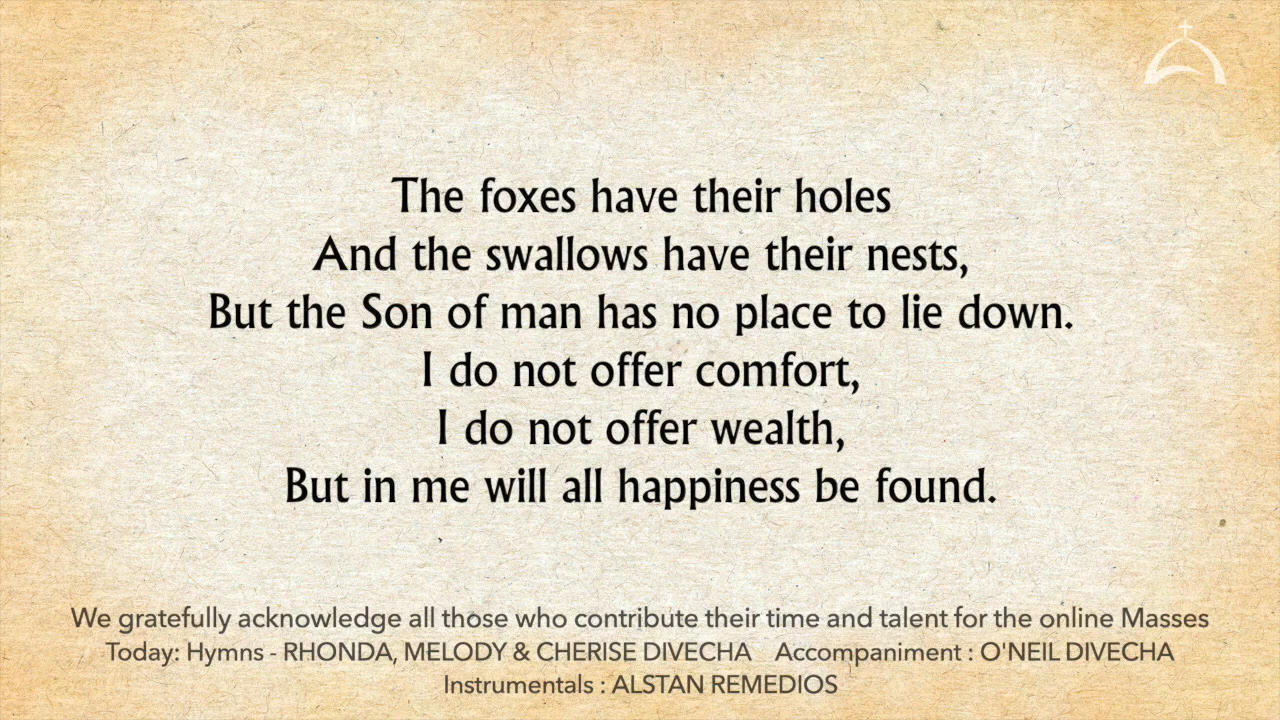 The foxes have their holes
And the swallows have their nests,
But the Son of man has no place to lie down.
I do not offer comfort,
I do not offer wealth,
But in me will all happiness be found.
We gratefully acknowledge all those who contribute their time and talent for the online Masses
Today: Hymns - RHONDA, MELODY & CHERISE DIVECHA    Accompaniment : O'NEIL DIVECHA
Instrumentals : ALSTAN REMEDIOS